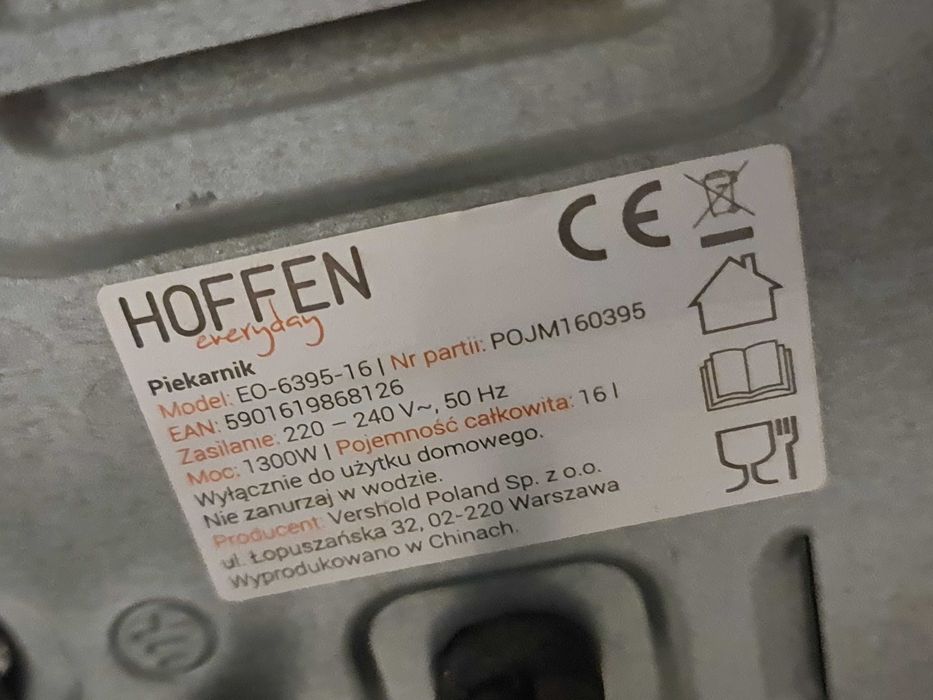 HOFFEN
everyday
CE
Piekarnik
Model: EO-6395-16 | Nr partii: POJM160395
EAN: 5901619868126
Zasilanie: 220 – 240 V~, 50 Hz
Moc: 1300W | Pojemność całkowita: 16 l
Wyłącznie do użytku domowego.
Nie zanurzaj w wodzie.
Producent: Vershold Poland Sp. z o.o.
ul. Łopuszańska 32, 02-220 Warszawa
Wyprodukowano w Chinach.